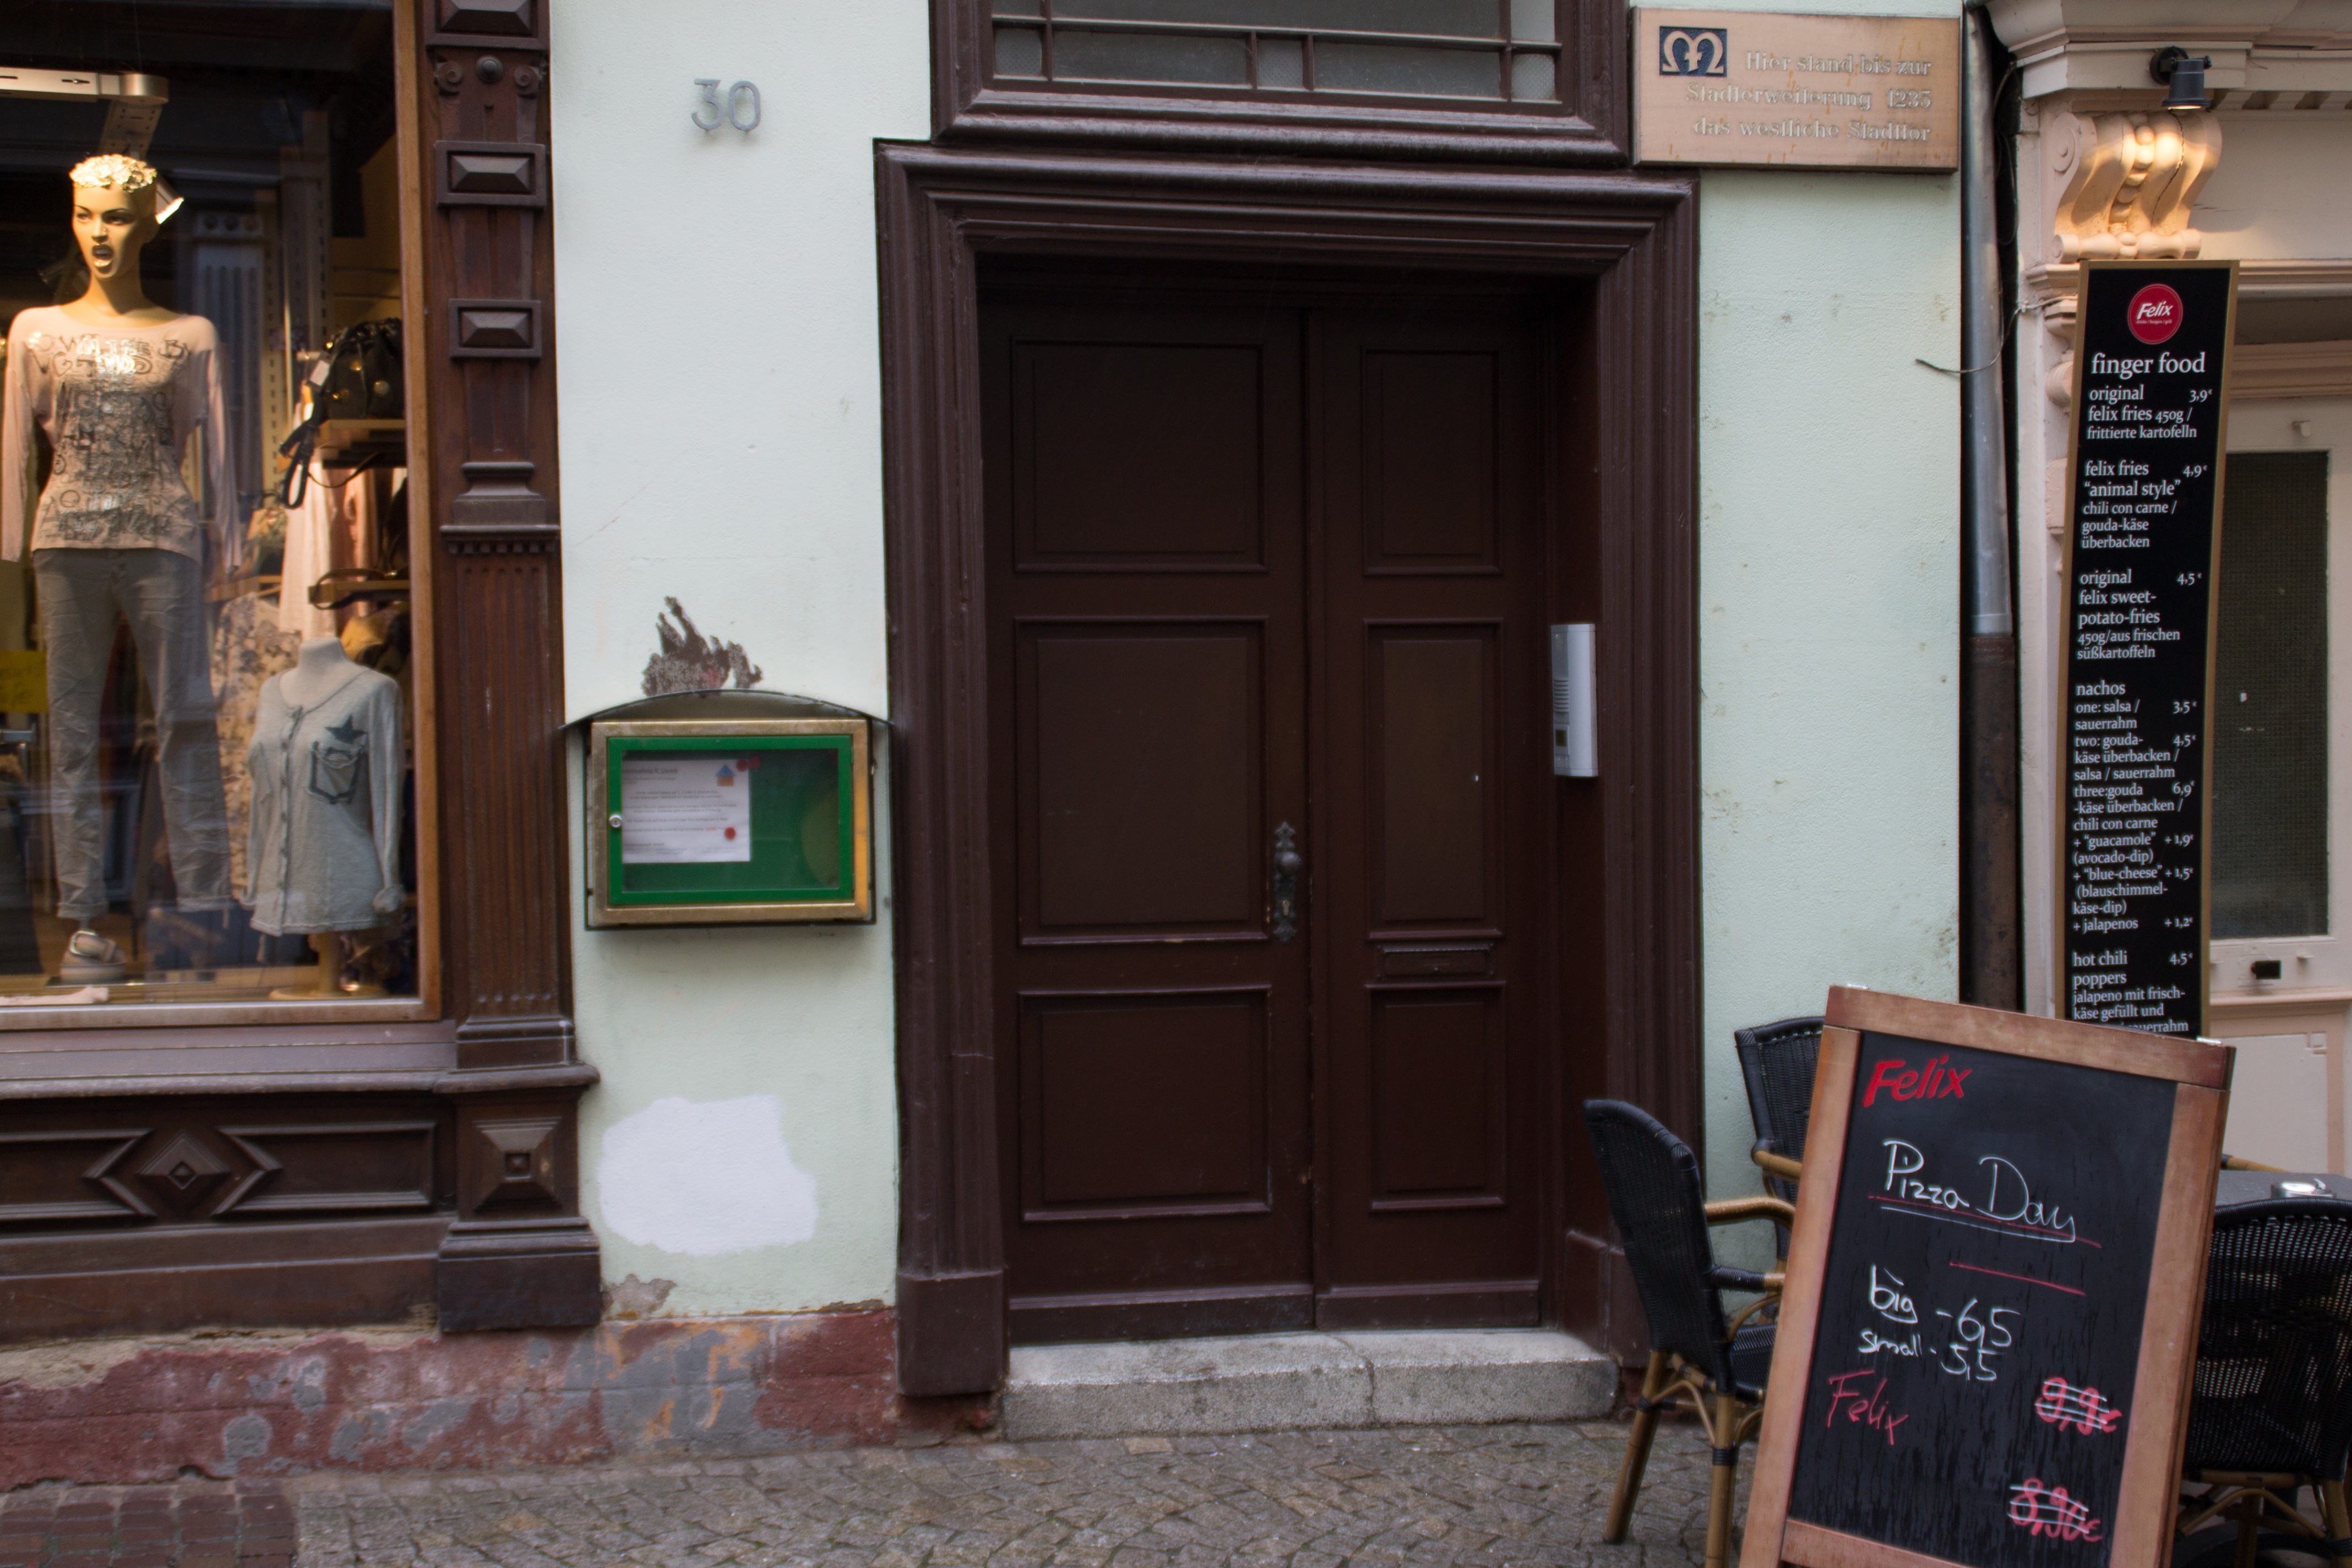 30
Hier stand bis zur
Stadterweiterung 1235
das westliche Stadttor
Felix
finger food
original 3,9€
felix fries 450g /
frittierte kartofelln
felix fries 4,9€
"animal style"
chili con carne /
gouda-käse
überbacken
original 4,5€
felix sweet-
potato-fries
450g/aus frischen
süßkartoffeln
nachos
one: salsa / 3,5€
sauerrahm
two: gouda- 4,5€
käse überbacken /
salsa / sauerrahm
three:gouda 6,9€
-käse überbacken /
chili con carne
+ "guacamole" + 1,9€
(avocado-dip)
+ "blue-cheese" + 1,5€
(blauschimmel-
käse-dip)
+ jalapenos + 1,2€
hot chili 4,5€
poppers
jalapeno mit frisch-
käse gefüllt und
sauerrahm
Felix
Pizza Day
big - 6,5
small - 5,5
Felix
9,9€
8,90€